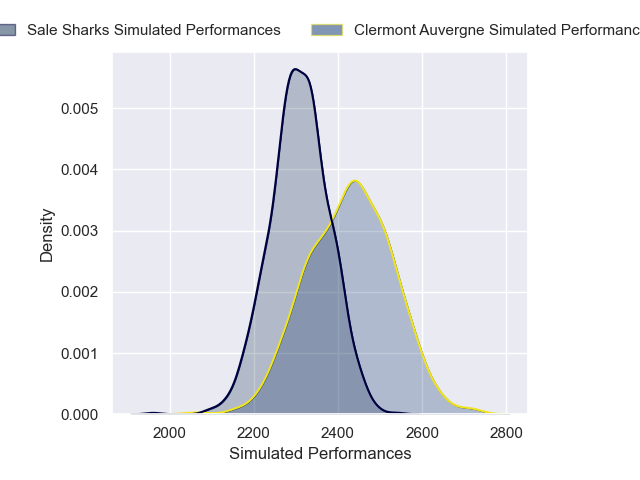 Sale Sharks Simulated Performances
Clermont Auvergne Simulated Performanc
0.005
0.004
0.003
0.002
0.001
0.000
Density
2000 2200 2400 2600 2800
Simulated Performances